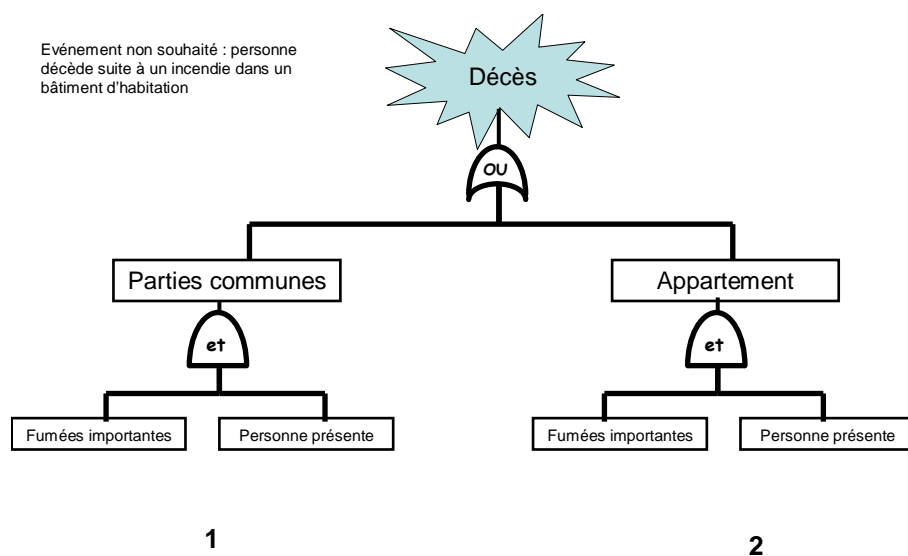 Evénement non souhaité : personne
décède suite à un incendie dans un
bâtiment d'habitation
Décès
OU
Parties communes
Appartement
et
et
Fumées importantes
Personne présente
Fumées importantes
Personne présente
1
2